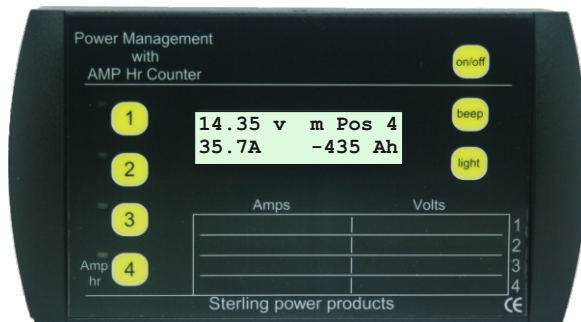 Power Management
with
AMP Hr Counter
on/off
1
beep
14.35 v m Pos 4
35.7A -435 Ah
2
light
3
Amps Volts
1
2
3
4
Amp
hr
4
Sterling power products
CE